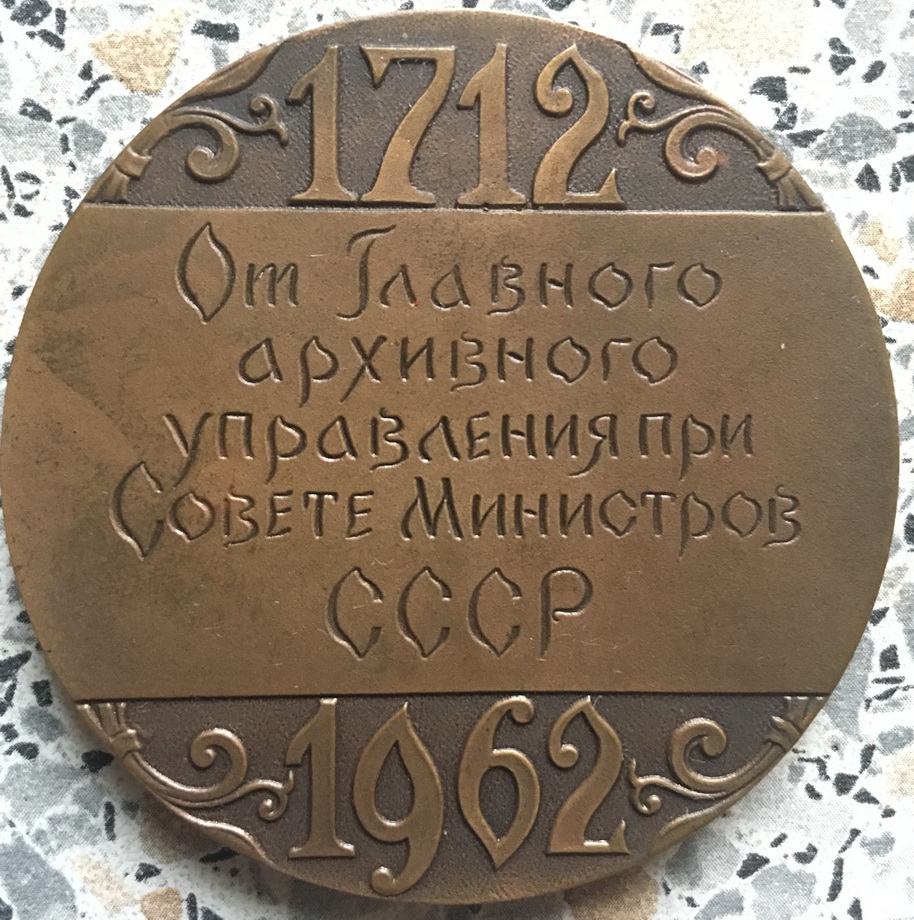 1712
От Главного
архивного
управления при
Совете Министров
СССР
1962